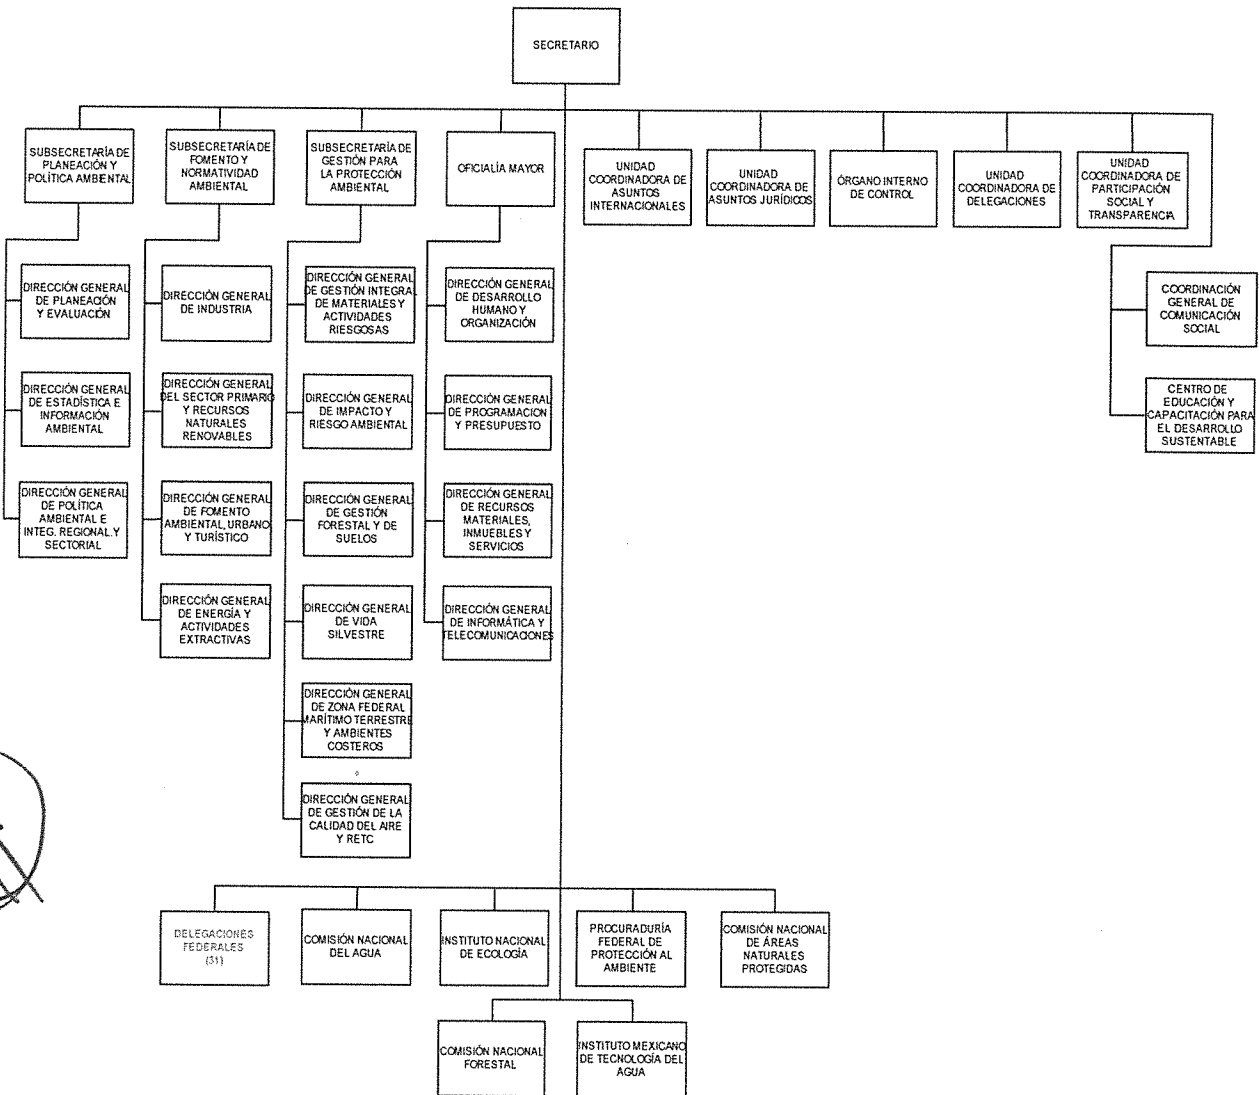 SECRETARIO
SUBSECRETARÍA DE
PLANEACIÓN Y
POLÍTICA AMBIENTAL
SUBSECRETARÍA DE
FOMENTO Y
NORMATIVIDAD
AMBIENTAL
SUBSECRETARÍA DE
GESTIÓN PARA
LA PROTECCIÓN
AMBIENTAL
OFICIALÍA MAYOR
UNIDAD
COORDINADORA DE
ASUNTOS
INTERNACIONALES
UNIDAD
COORDINADORA DE
ASUNTOS JURÍDICOS
ÓRGANO INTERNO
DE CONTROL
UNIDAD
COORDINADORA DE
DELEGACIONES
UNIDAD
COORDINADORA DE
PARTICIPACIÓN
SOCIAL Y
TRANSPARENCIA
DIRECCIÓN GENERAL
DE PLANEACIÓN
Y EVALUACIÓN
DIRECCIÓN GENERAL
DE INDUSTRIA
DIRECCIÓN GENERAL
DE GESTIÓN INTEGRAL
DE MATERIALES Y
ACTIVIDADES
RIESGOSAS
DIRECCIÓN GENERAL
DE DESARROLLO
HUMANO Y
ORGANIZACIÓN
COORDINACIÓN
GENERAL DE
COMUNICACIÓN
SOCIAL
DIRECCIÓN GENERAL
DE ESTADÍSTICA E
INFORMACIÓN
AMBIENTAL
DIRECCIÓN GENERAL
DEL SECTOR PRIMARIO
Y RECURSOS
NATURALES
RENOVABLES
DIRECCIÓN GENERAL
DE IMPACTO Y
RIESGO AMBIENTAL
DIRECCIÓN GENERAL
DE PROGRAMACION
Y PRESUPUESTO
CENTRO DE
EDUCACIÓN Y
CAPACITACIÓN PARA
EL DESARROLLO
SUSTENTABLE
DIRECCIÓN GENERAL
DE POLÍTICA
AMBIENTAL E
INTEG. REGIONAL.Y
SECTORIAL
DIRECCIÓN GENERAL
DE FOMENTO
AMBIENTAL, URBANO
Y TURÍSTICO
DIRECCIÓN GENERAL
DE GESTIÓN
FORESTAL Y DE
SUELOS
DIRECCIÓN GENERAL
DE RECURSOS
MATERIALES,
INMUEBLES Y
SERVICIOS
DIRECCIÓN GENERAL
DE ENERGÍA Y
ACTIVIDADES
EXTRACTIVAS
DIRECCIÓN GENERAL
DE VIDA
SILVESTRE
DIRECCIÓN GENERAL
DE INFORMÁTICA Y
TELECOMUNICACIONES
DIRECCIÓN GENERAL
DE ZONA FEDERAL
MARÍTIMO TERRESTRE
Y AMBIENTES
COSTEROS
DIRECCIÓN GENERAL
DE GESTIÓN DE LA
CALIDAD DEL AIRE
Y RETC
DELEGACIONES
FEDERALES
(31)
COMISIÓN NACIONAL
DEL AGUA
INSTITUTO NACIONAL
DE ECOLOGÍA
PROCURADURÍA
FEDERAL DE
PROTECCIÓN AL
AMBIENTE
COMISIÓN NACIONAL
DE ÁREAS
NATURALES
PROTEGIDAS
COMISIÓN NACIONAL
FORESTAL
INSTITUTO MEXICANO
DE TECNOLOGÍA DEL
AGUA